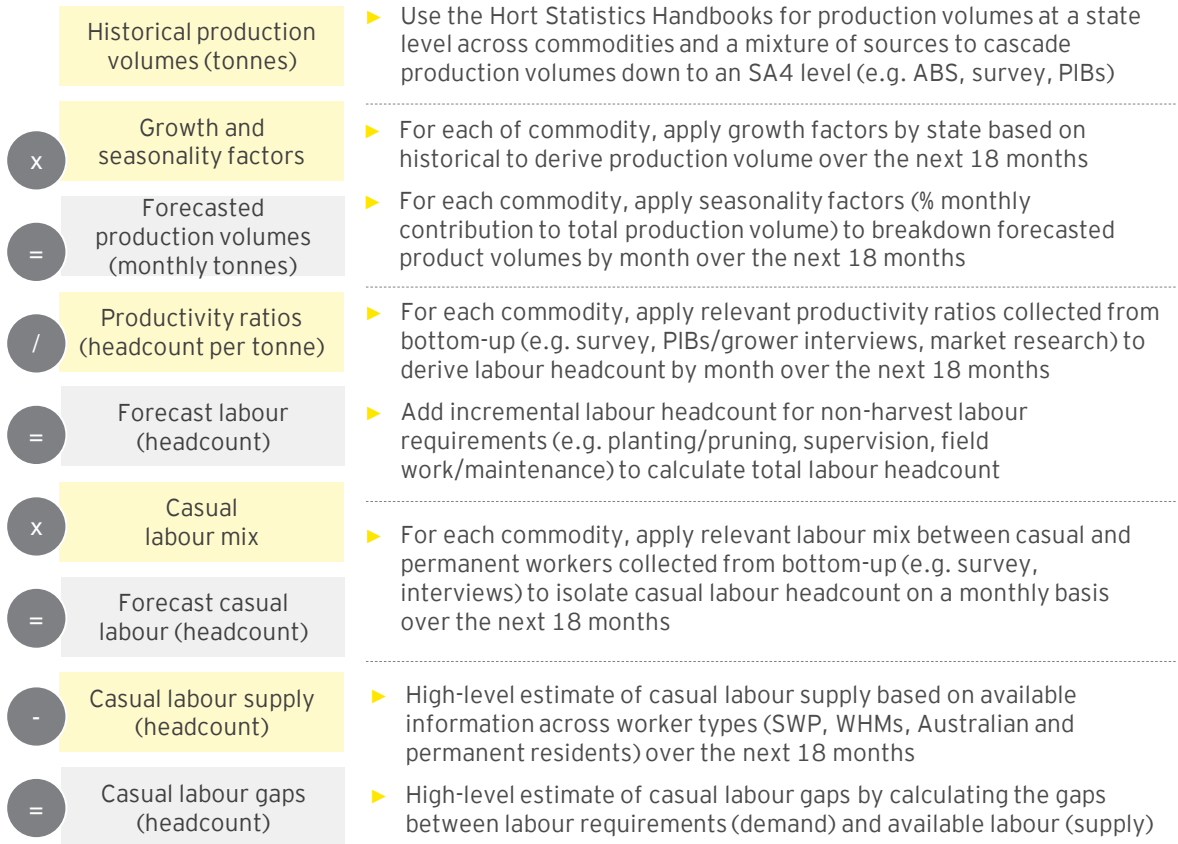 Historical production
volumes (tonnes)
► Use the Hort Statistics Handbooks for production volumes at a state
level across commodities and a mixture of sources to cascade
production volumes down to an SA4 level (e.g. ABS, survey, PIBs)
x
Growth and
seasonality factors
► For each of commodity, apply growth factors by state based on
historical to derive production volume over the next 18 months
=
Forecasted
production volumes
(monthly tonnes)
► For each commodity, apply seasonality factors (% monthly
contribution to total production volume) to breakdown forecasted
product volumes by month over the next 18 months
/
Productivity ratios
(headcount per tonne)
► For each commodity, apply relevant productivity ratios collected from
bottom-up (e.g. survey, PIBs/grower interviews, market research) to
derive labour headcount by month over the next 18 months
=
Forecast labour
(headcount)
► Add incremental labour headcount for non-harvest labour
requirements (e.g. planting/pruning, supervision, field
work/maintenance) to calculate total labour headcount
x
Casual
labour mix
► For each commodity, apply relevant labour mix between casual and
permanent workers collected from bottom-up (e.g. survey,
interviews) to isolate casual labour headcount on a monthly basis
over the next 18 months
=
Forecast casual
labour (headcount)
-
Casual labour supply
(headcount)
► High-level estimate of casual labour supply based on available
information across worker types (SWP, WHMs, Australian and
permanent residents) over the next 18 months
=
Casual labour gaps
(headcount)
► High-level estimate of casual labour gaps by calculating the gaps
between labour requirements (demand) and available labour (supply)